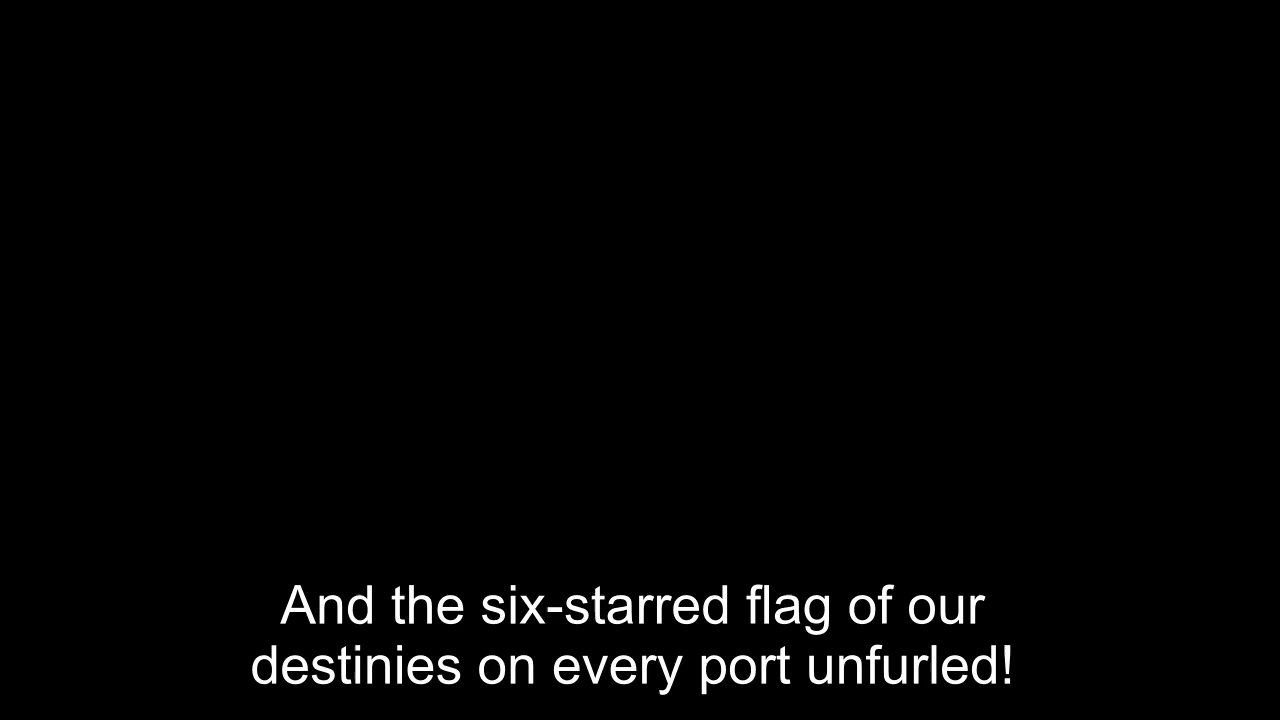 And the six-starred flag of our
destinies on every port unfurled!